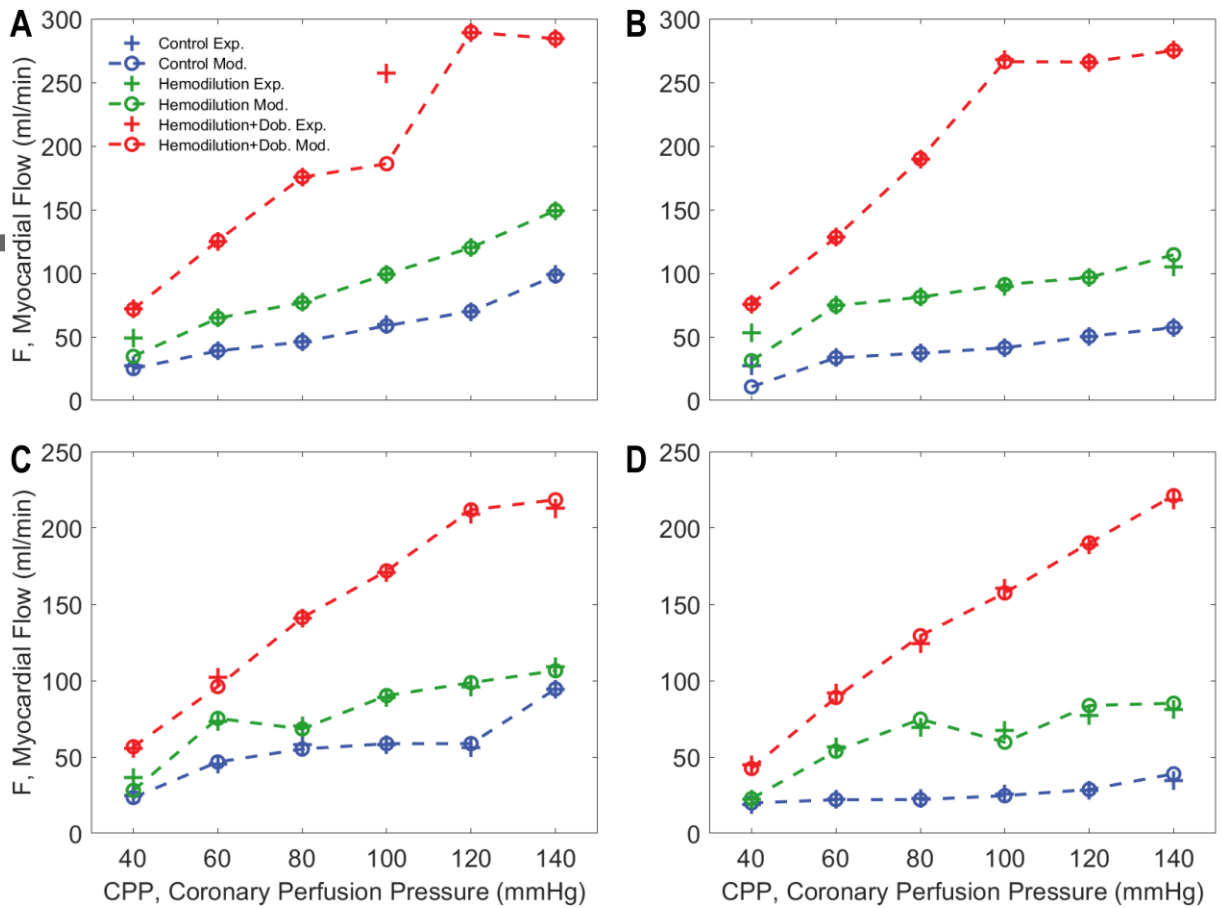 A
300
250
200
150
100
50
0
F, Myocardial Flow (ml/min)
Control Exp.
Control Mod.
Hemodilution Exp.
Hemodilution Mod.
Hemodilution+Dob. Exp.
Hemodilution+Dob. Mod.
B
300
250
200
150
100
50
0
C
250
200
150
100
50
0
F, Myocardial Flow (ml/min)
40 60 80 100 120 140
CPP, Coronary Perfusion Pressure (mmHg)
D
250
200
150
100
50
0
40 60 80 100 120 140
CPP, Coronary Perfusion Pressure (mmHg)